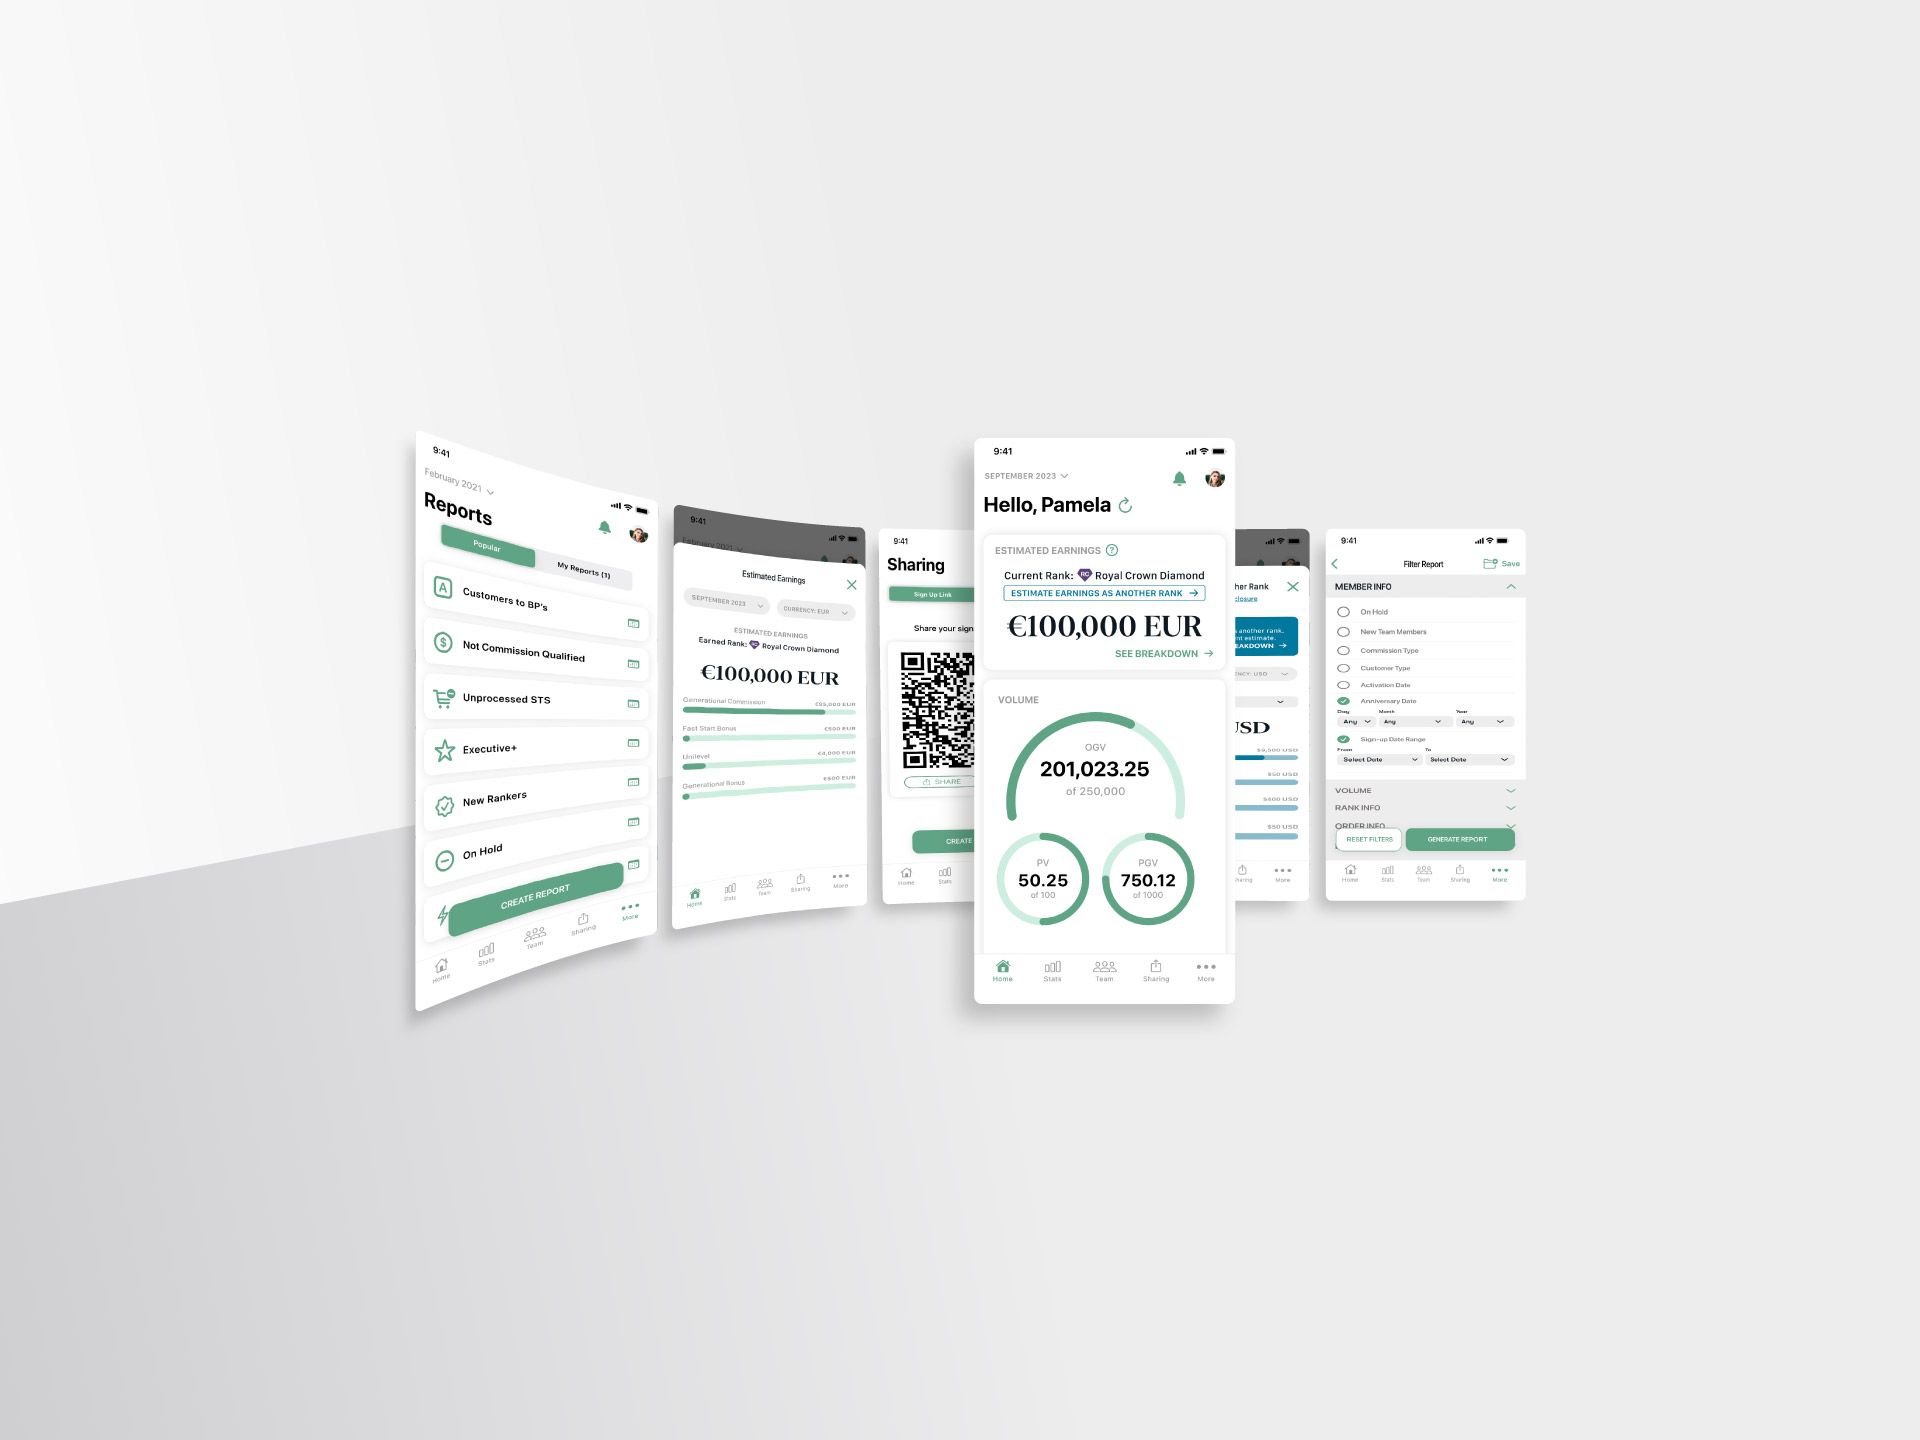 9:41
February 2021
Reports
Popular
My Reports (1)
Customers to BP's
Not Commission Qualified
Unprocessed STS
Executive+
New Rankers
On Hold
CREATE REPORT
Home
Stats
Team
Sharing
More
9:41
February 2021
Estimated Earnings
SEPTEMBER 2023
CURRENCY: EUR
ESTIMATED EARNINGS
Earned Rank: RC Royal Crown Diamond
€100,000 EUR
Generational Commission €95,000 EUR
Fast Start Bonus €500 EUR
Unilevel €4,000 EUR
Generational Bonus €500 EUR
Home
Stats
Team
Sharing
More
9:41
Sharing
Sign Up Link
Share your sign
SHARE
CREATE
Home
Stats
9:41
SEPTEMBER 2023
Hello, Pamela
ESTIMATED EARNINGS ?
Current Rank: RC Royal Crown Diamond
ESTIMATE EARNINGS AS ANOTHER RANK
€100,000 EUR
SEE BREAKDOWN
VOLUME
OGV
201,023.25
of 250,000
PV
50.25
of 100
PGV
750.12
of 1000
Home
Stats
Team
Sharing
More
her Rank
closure
s another rank.
nt estimate.
EAKDOWN
NCY: USD
USD
$9,500 USD
$50 USD
$400 USD
$50 USD
haring
More
9:41
Filter Report
Save
MEMBER INFO
On Hold
New Team Members
Commission Type
Customer Type
Activation Date
Anniversary Date
Day Month Year
Any Any Any
Sign-up Date Range
From To
Select Date Select Date
VOLUME
RANK INFO
ORDER INFO
RESET FILTERS
GENERATE REPORT
Home
Stats
Team
Sharing
More